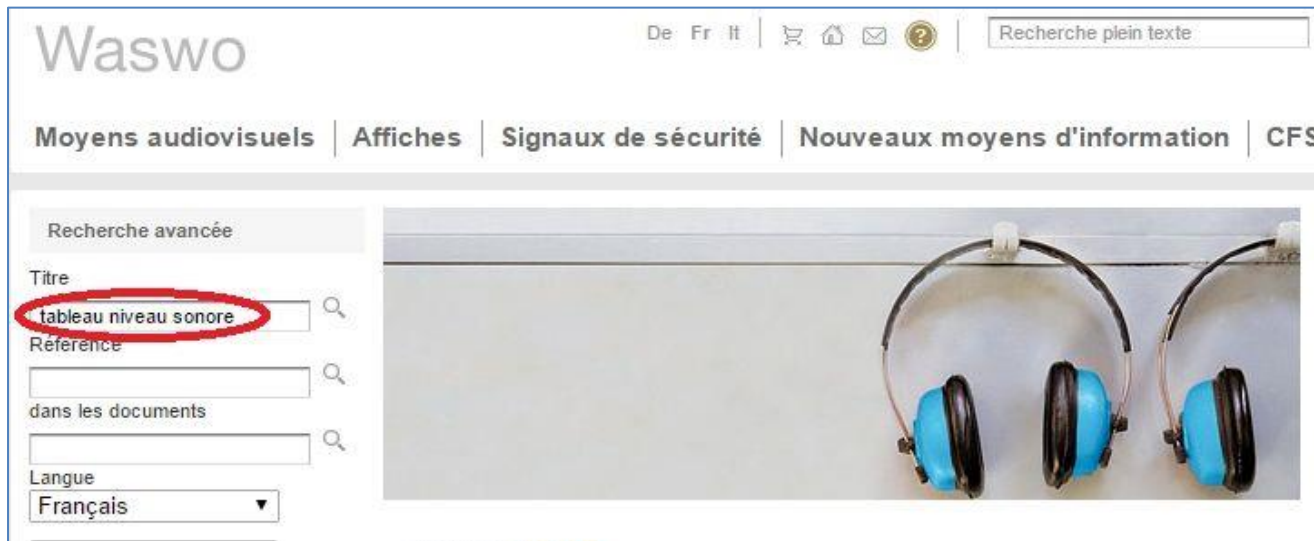 Waswo
De Fr It
Recherche plein texte
Moyens audiovisuels | Affiches | Signaux de sécurité | Nouveaux moyens d'information | CFS
Recherche avancée
Titre
tableau niveau sonore
Référence
dans les documents
Langue
Français